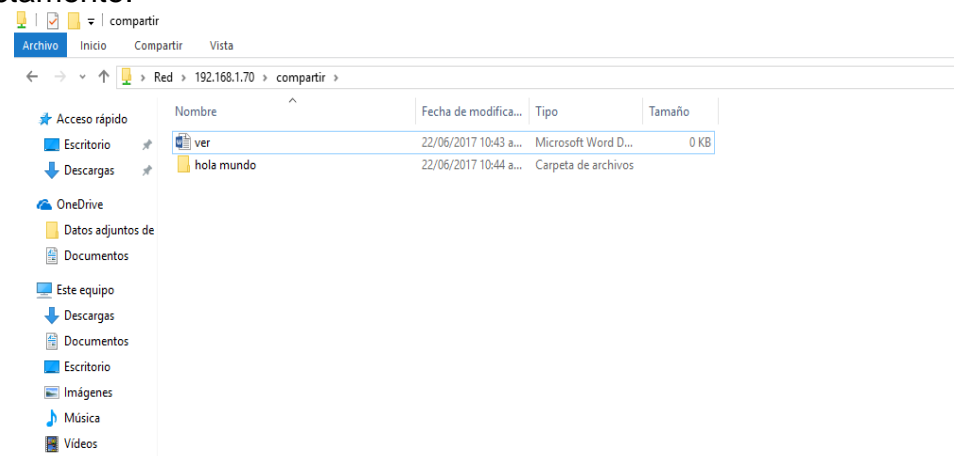 ctamente.
compartir
Archivo Inicio Compartir Vista
Red > 192.168.1.70 > compartir >
Nombre Fecha de modifica... Tipo Tamaño
ver 22/06/2017 10:43 a... Microsoft Word D... 0 KB
hola mundo 22/06/2017 10:44 a... Carpeta de archivos
Acceso rápido
Escritorio
Descargas
OneDrive
Datos adjuntos de
Documentos
Este equipo
Descargas
Documentos
Escritorio
Imágenes
Música
Vídeos